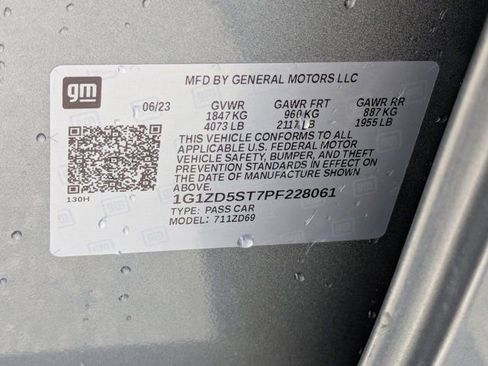 gm
MFD BY GENERAL MOTORS LLC
06/23 GVWR GAWR FRT GAWR RR
1847 KG 960 KG 887 KG
4073 LB 2117 LB 1955 LB
THIS VEHICLE CONFORMS TO ALL
APPLICABLE U.S. FEDERAL MOTOR
VEHICLE SAFETY, BUMPER, AND THEFT
PREVENTION STANDARDS IN EFFECT ON
THE DATE OF MANUFACTURE SHOWN
ABOVE.
130H
1G1ZD5ST7PF228061
TYPE: PASS CAR
MODEL: 711ZD69